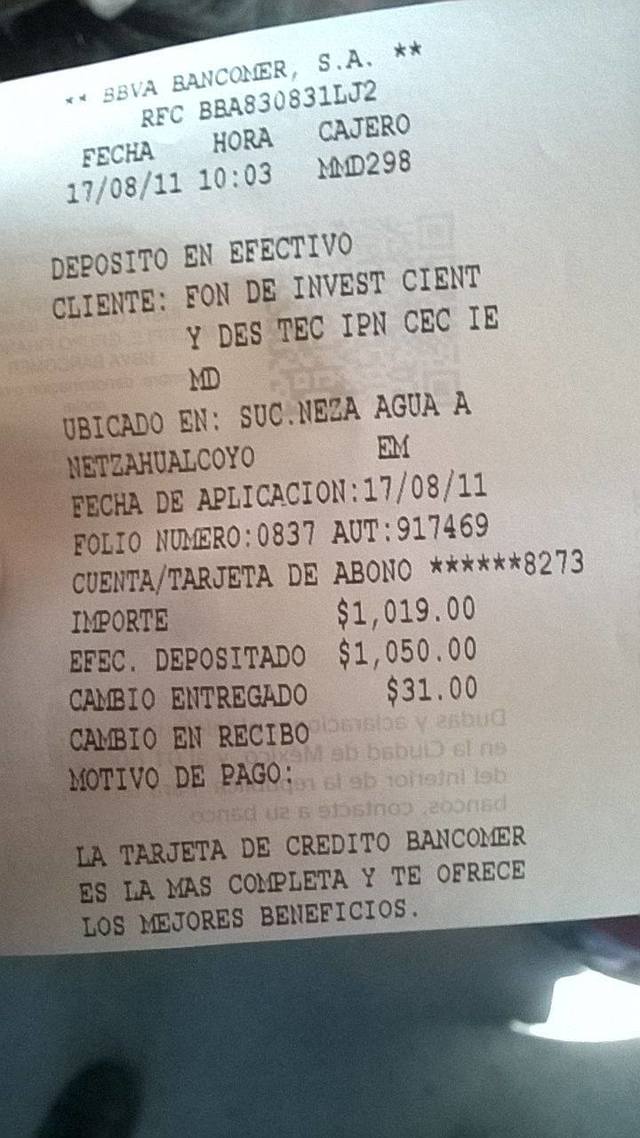 ** BBVA BANCOMER, S.A. **
RFC BBA830831LJ2
FECHA HORA CAJERO
17/08/11 10:03 MMD298
DEPOSITO EN EFECTIVO
CLIENTE: FON DE INVEST CIENT
Y DES TEC IPN CEC IE
MD
UBICADO EN: SUC.NEZA AGUA A
NETZAHUALCOYO EM
FECHA DE APLICACION:17/08/11
FOLIO NUMERO:0837 AUT:917469
CUENTA/TARJETA DE ABONO ******8273
IMPORTE $1,019.00
EFEC. DEPOSITADO $1,050.00
CAMBIO ENTREGADO $31.00
CAMBIO EN RECIBO
MOTIVO DE PAGO:
LA TARJETA DE CREDITO BANCOMER
ES LA MAS COMPLETA Y TE OFRECE
LOS MEJORES BENEFICIOS.